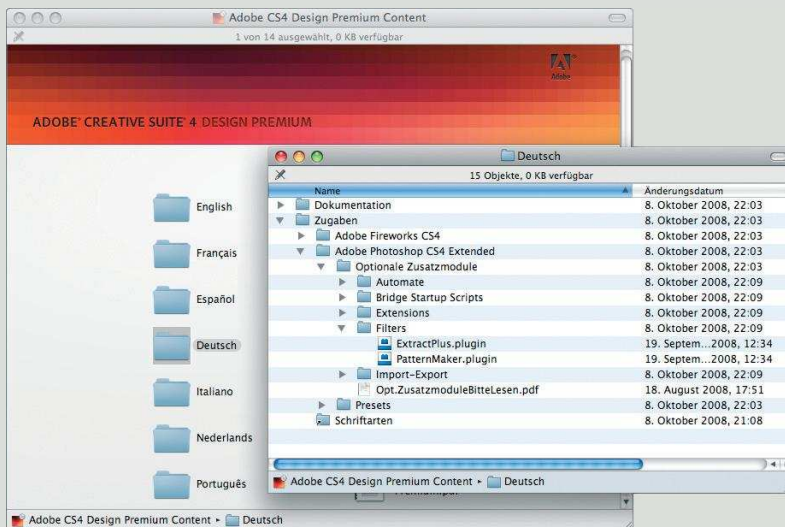 Adobe CS4 Design Premium Content
1 von 14 ausgewählt, 0 KB verfügbar
Adobe
ADOBE® CREATIVE SUITE® 4 DESIGN PREMIUM
English
Français
Español
Deutsch
Italiano
Nederlands
Português
Adobe CS4 Design Premium Content ▸ Deutsch
Deutsch
15 Objekte, 0 KB verfügbar
Name Änderungsdatum
Dokumentation 8. Oktober 2008, 22:03
Zugaben 8. Oktober 2008, 22:03
Adobe Fireworks CS4 8. Oktober 2008, 22:03
Adobe Photoshop CS4 Extended 8. Oktober 2008, 22:03
Optionale Zusatzmodule 8. Oktober 2008, 22:03
Automate 8. Oktober 2008, 22:09
Bridge Startup Scripts 8. Oktober 2008, 22:09
Extensions 8. Oktober 2008, 22:09
Filters 8. Oktober 2008, 22:09
ExtractPlus.plugin 19. Septem...2008, 12:34
PatternMaker.plugin 19. Septem...2008, 12:34
Import-Export 8. Oktober 2008, 22:09
Opt.ZusatzmoduleBitteLesen.pdf 18. August 2008, 17:51
Presets 8. Oktober 2008, 22:03
Schriftarten 8. Oktober 2008, 21:08
Adobe CS4 Design Premium Content ▸ Deutsch